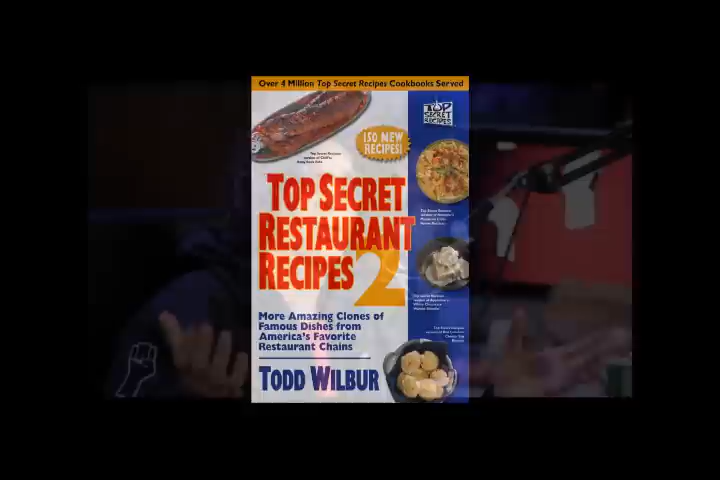 Over 4 Million Top Secret Recipes Cookbooks Served
TOP
SECRET
RECIPES
150 NEW
RECIPES!
TOP SECRET
RESTAURANT
RECIPES 2
More Amazing Clones of
Famous Dishes from
America's Favorite
Restaurant Chains
TODD WILBUR